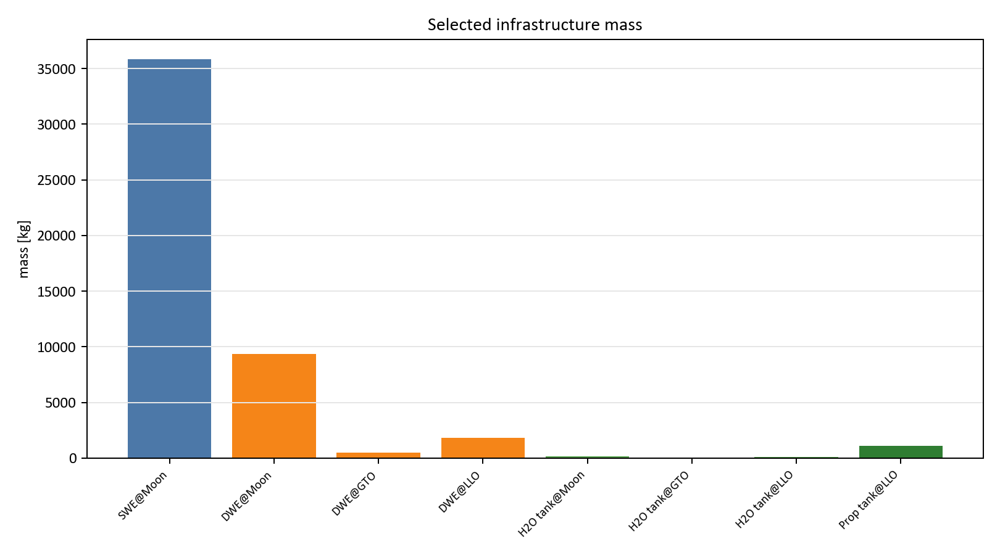 Selected infrastructure mass
mass [kg]
35000
30000
25000
20000
15000
10000
5000
0
SWE@Moon
DWE@Moon
DWE@GTO
DWE@LLO
H2O tank@Moon
H2O tank@GTO
H2O tank@LLO
Prop tank@LLO